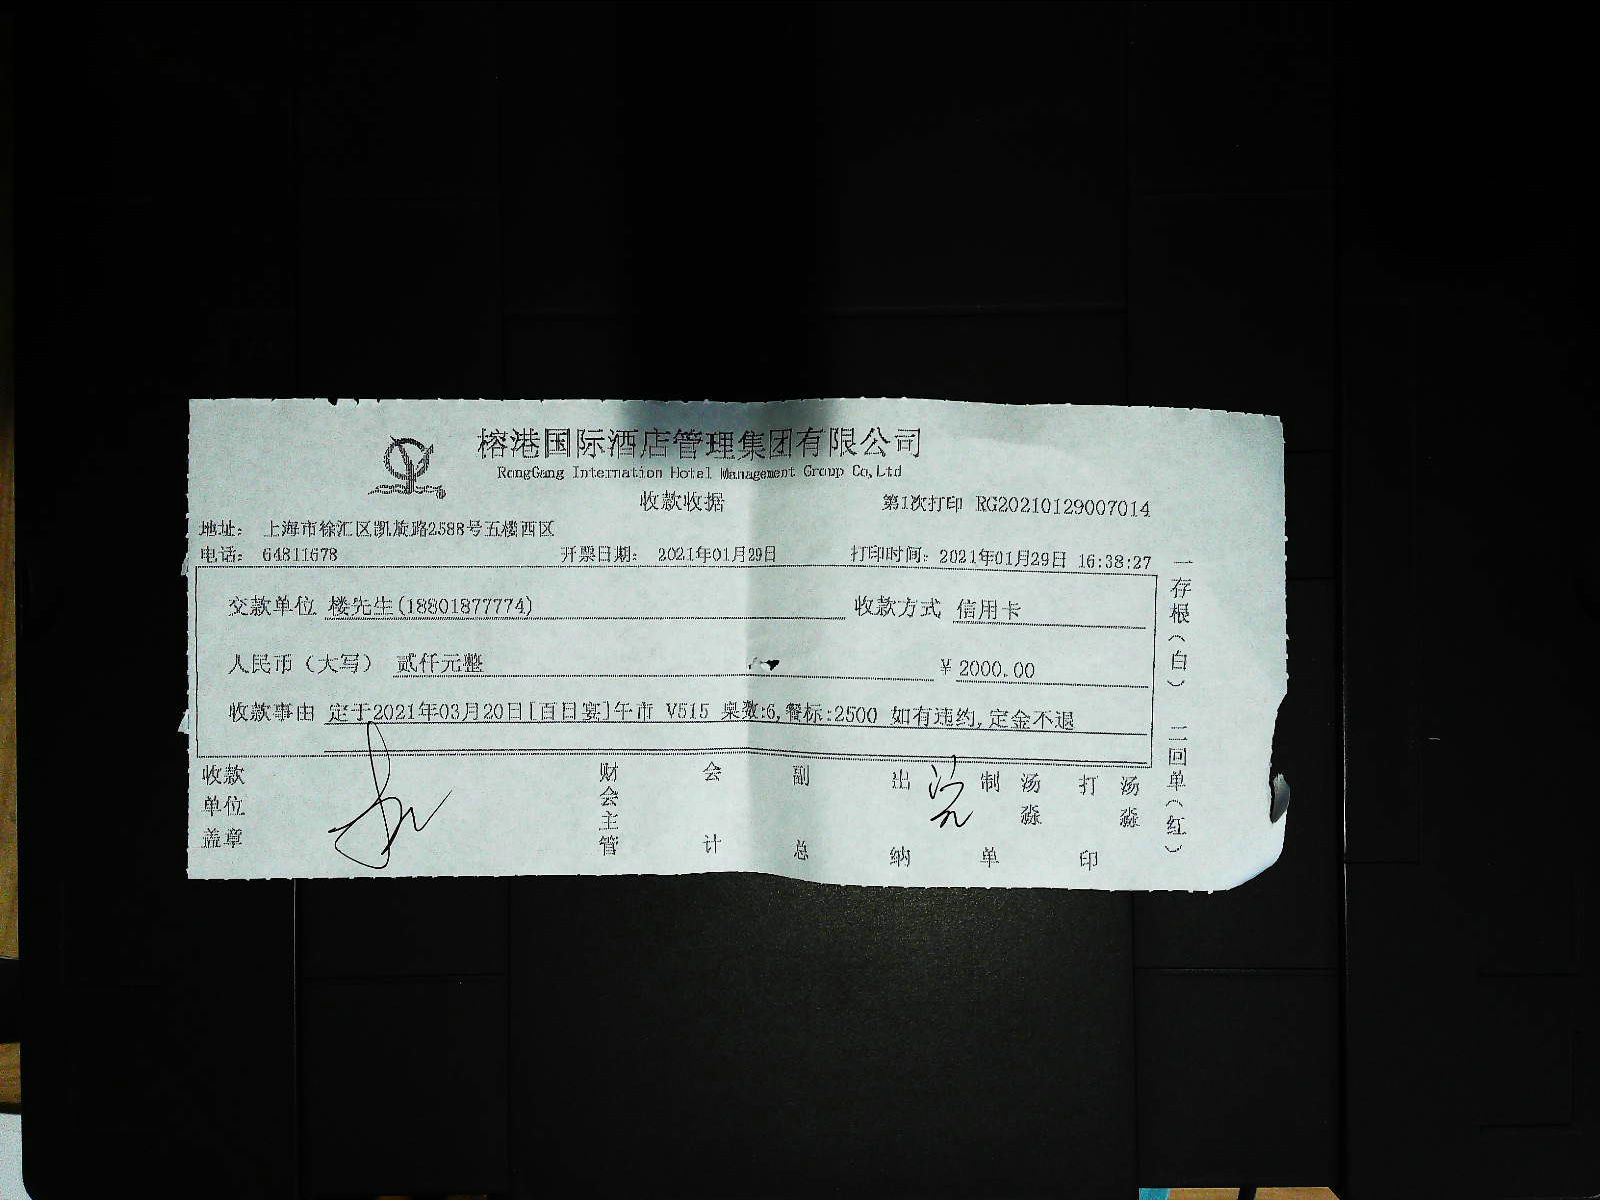 榕港国际酒店管理集团有限公司
RongGang Internation Hotel Management Group Co,Ltd
收款收据
第1次打印 RG20210129007014
地址： 上海市徐汇区凯旋路2588号五楼西区
电话： 64811678 开票日期： 2021年01月29日 打印时间：2021年01月29日 16:38:27
交款单位 楼先生(18801877774) 收款方式 信用卡
人民币（大写） 贰仟元整 ￥2000.00
收款事由 定于2021年03月20日[百日宴]午市 V515 桌数:6,餐标:2500 如有违约,定金不退
收款单位盖章 财会主管 会计 副总 出纳 制单 汤淼 打印 汤淼
一存根（白） 二回单（红）